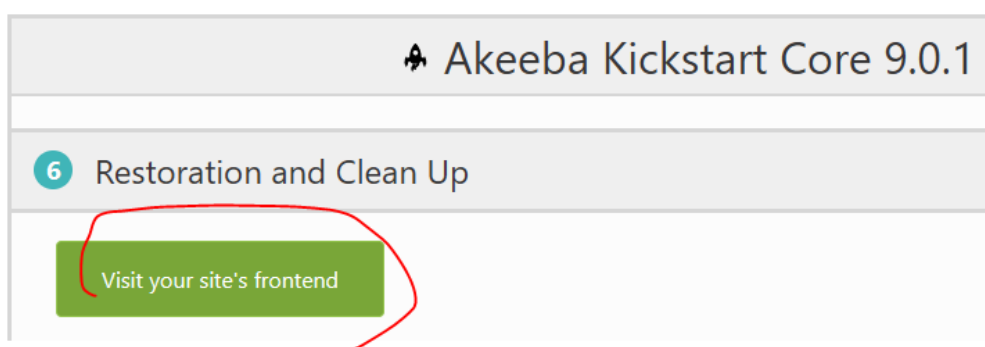 Akeeba Kickstart Core 9.0.1
6 Restoration and Clean Up
Visit your site's frontend